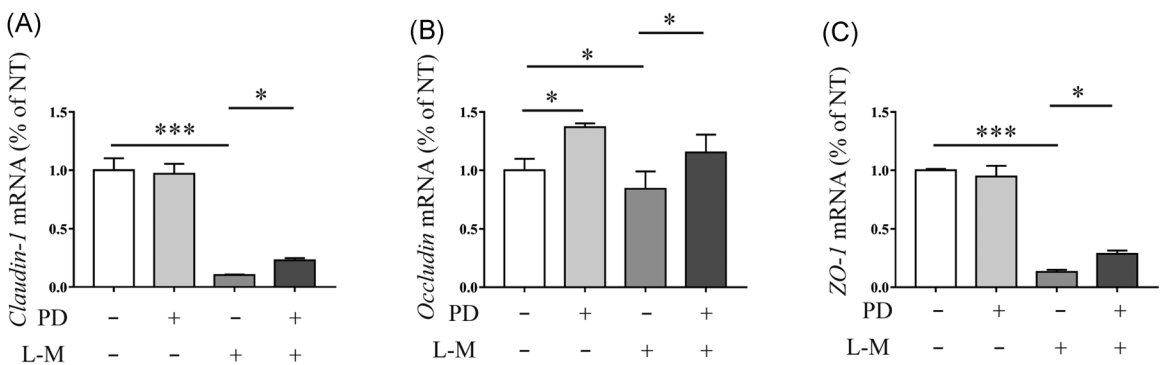 (A)
Claudin-1 mRNA (% of NT)
1.5
1.0
0.5
0.0
***
*
PD - + - +
L-M - - + +
(B)
Occludin mRNA (% of NT)
1.5
1.0
0.5
0.0
*
*
*
PD - + - +
L-M - - + +
(C)
ZO-1 mRNA (% of NT)
1.5
1.0
0.5
0.0
***
*
PD - + - +
L-M - - + +